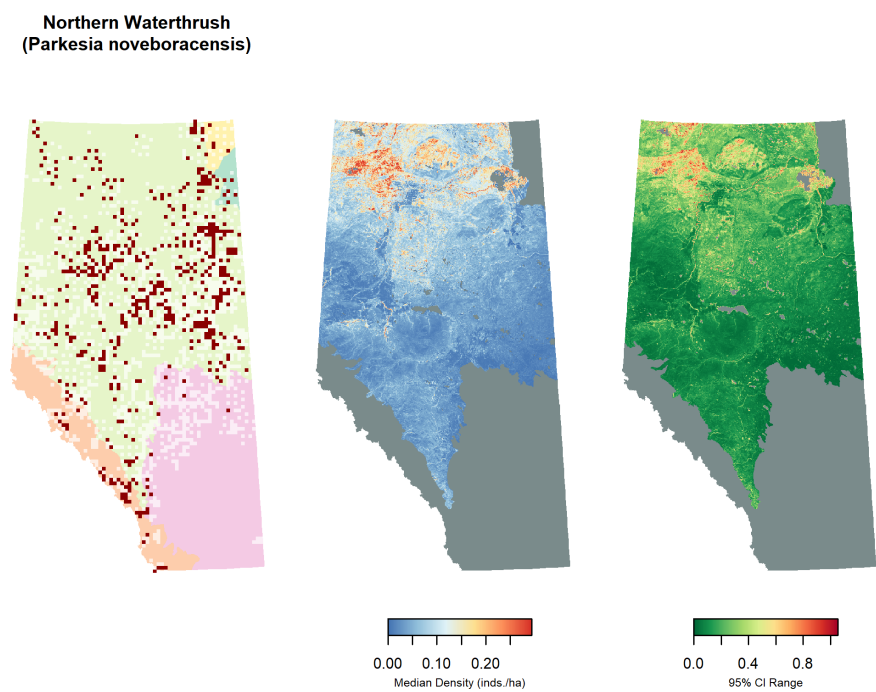 Northern Waterthrush
(Parkesia noveboracensis)
0.00 0.10 0.20
Median Density (inds./ha)
0.0 0.4 0.8
95% CI Range